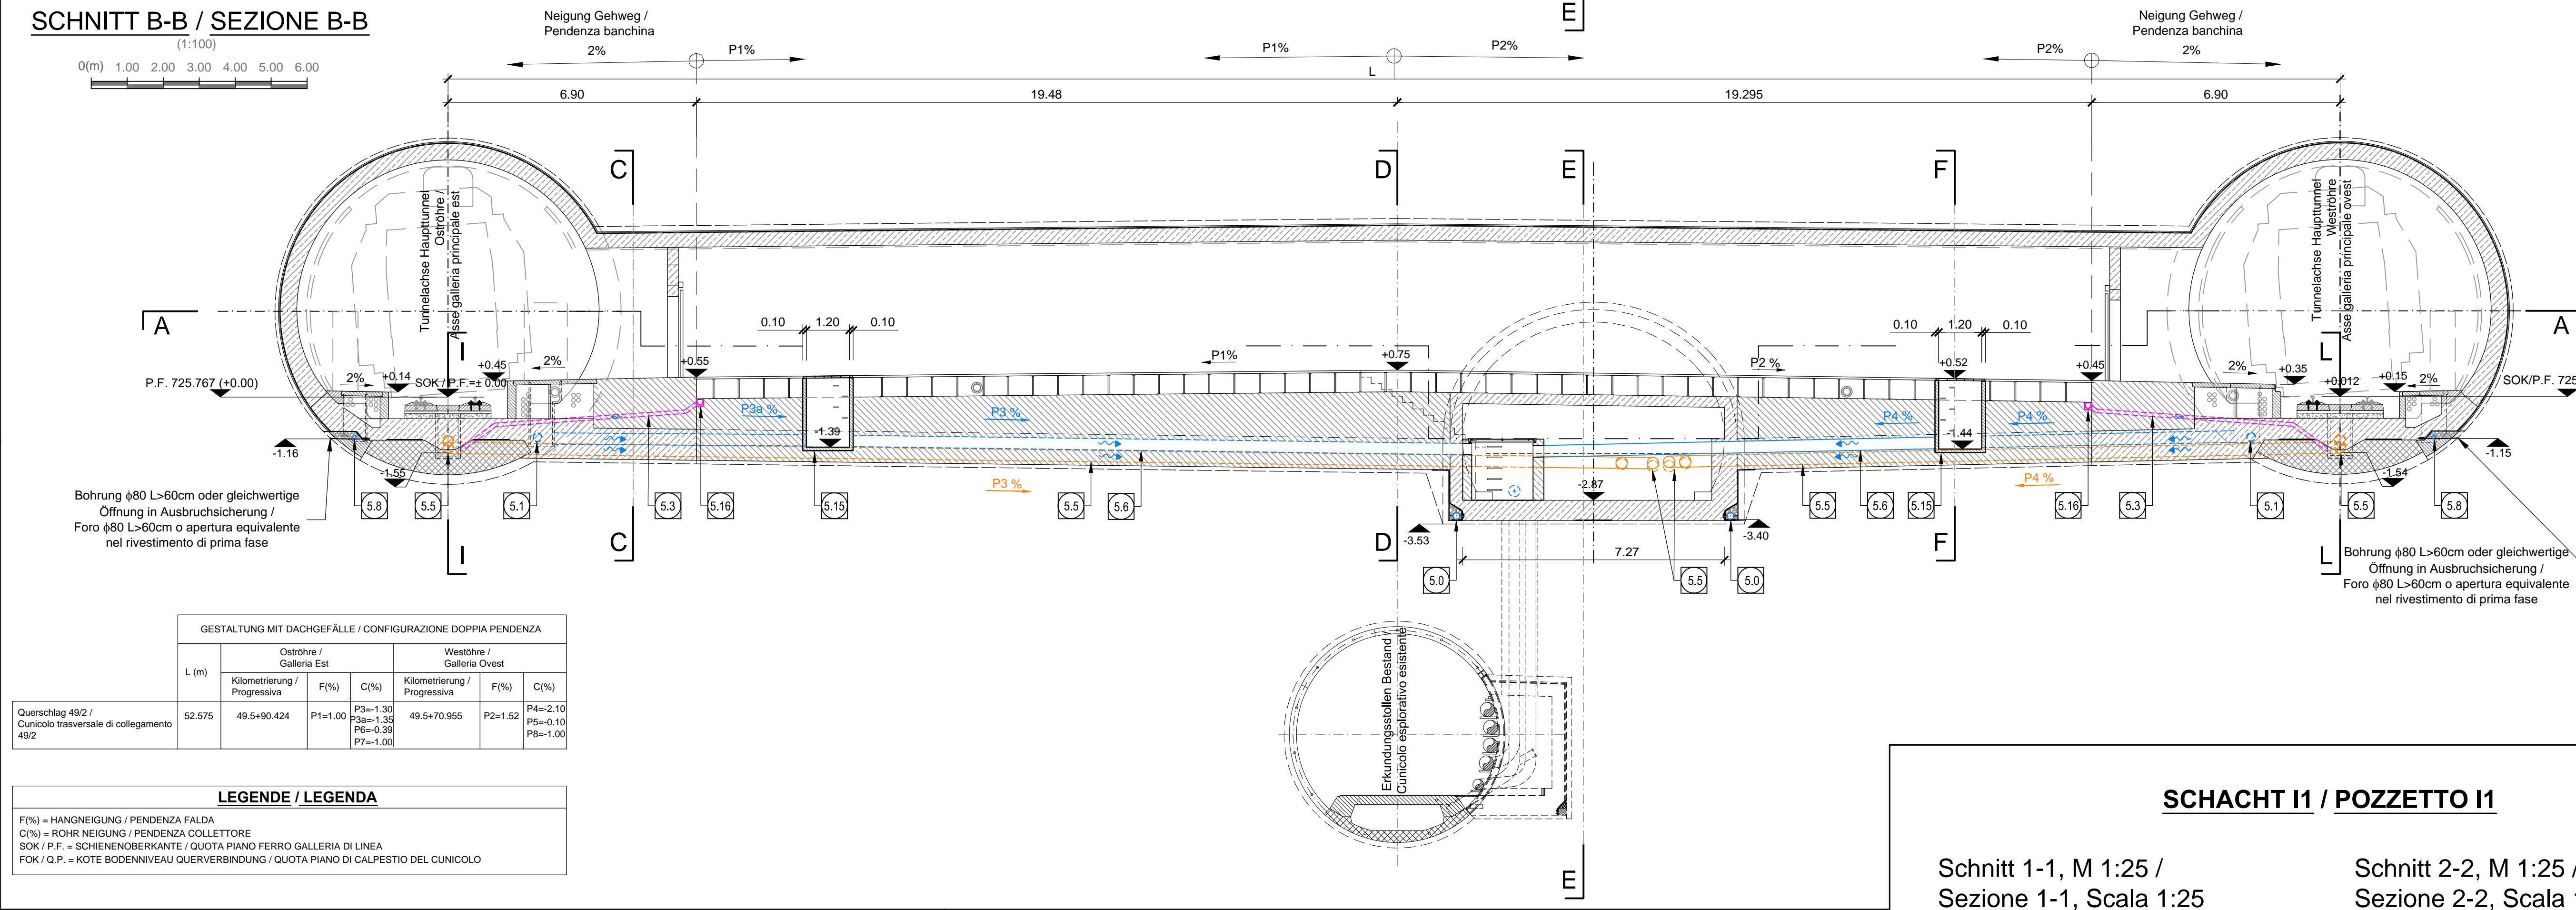 SCHNITT B-B / SEZIONE B-B
(1:100)
0(m) 1.00 2.00 3.00 4.00 5.00 6.00
Neigung Gehweg /
Pendenza banchina
2% P1%
P1% P2%
E
Neigung Gehweg /
Pendenza banchina
P2% 2%
L
6.90 19.48 19.295 6.90
C D E F
Tunnelachse Haupttunnel
Oströhre /
Asse galleria principale est
Tunnelachse Haupttunnel
Weströhre
Asse galleria principale ovest
A A
I L
0.10 1.20 0.10
0.10 1.20 0.10
P.F. 725.767 (+0.00)
2% +0.14 +0.45 2%
SOK / P.F.=± 0.00
+0.55 P1% +0.75 P2 % +0.52 +0.45
2% +0.35 +0.012 +0.15 2%
SOK/P.F. 725
P3a % P3 % P4 % P4 %
-1.39 -1.44
-1.16 -1.55 -2.87 -1.54 -1.15
P3 % P4 %
5.8 5.5 5.1 5.3 5.16 5.15 5.5 5.6 5.5 5.6 5.15 5.16 5.3 5.1 5.5 5.8
-3.53 -3.40
7.27
I C D F L
5.0 5.5 5.0
Bohrung ϕ80 L>60cm oder gleichwertige
Öffnung in Ausbruchsicherung /
Foro ϕ80 L>60cm o apertura equivalente
nel rivestimento di prima fase
Bohrung ϕ80 L>60cm oder gleichwertige
Öffnung in Ausbruchsicherung /
Foro ϕ80 L>60cm o apertura equivalente
nel rivestimento di prima fase
Erkundungsstollen Bestand /
Cunicolo esplorativo esistente
E
GESTALTUNG MIT DACHGEFÄLLE / CONFIGURAZIONE DOPPIA PENDENZA
L (m)
Oströhre /
Galleria Est
Westöhre /
Galleria Ovest
Kilometrierung /
Progressiva
F(%) C(%)
Kilometrierung /
Progressiva
F(%) C(%)
Querschlag 49/2 /
Cunicolo trasversale di collegamento
49/2
52.575 49.5+90.424 P1=1.00
P3=-1.30
P3a=-1.35
P6=-0.39
P7=-1.00
49.5+70.955 P2=1.52
P4=-2.10
P5=-0.10
P8=-1.00
LEGENDE / LEGENDA
F(%) = HANGNEIGUNG / PENDENZA FALDA
C(%) = ROHR NEIGUNG / PENDENZA COLLETTORE
SOK / P.F. = SCHIENENOBERKANTE / QUOTA PIANO FERRO GALLERIA DI LINEA
FOK / Q.P. = KOTE BODENNIVEAU QUERVERBINDUNG / QUOTA PIANO DI CALPESTIO DEL CUNICOLO
SCHACHT I1 / POZZETTO I1
Schnitt 1-1, M 1:25 /
Sezione 1-1, Scala 1:25
Schnitt 2-2, M 1:25 /
Sezione 2-2, Scala 1